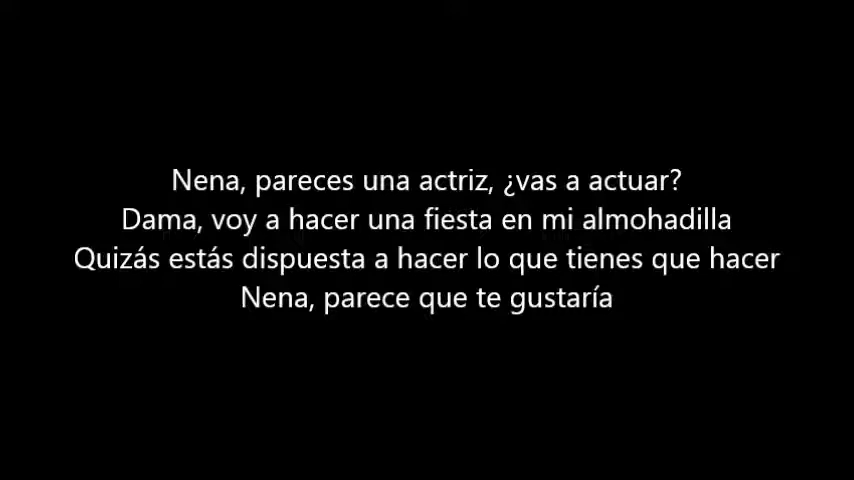 Nena, pareces una actriz, ¿vas a actuar?
Dama, voy a hacer una fiesta en mi almohadilla
Quizás estás dispuesta a hacer lo que tienes que hacer
Nena, parece que te gustaría